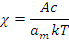 χ = Ac / a_m kT